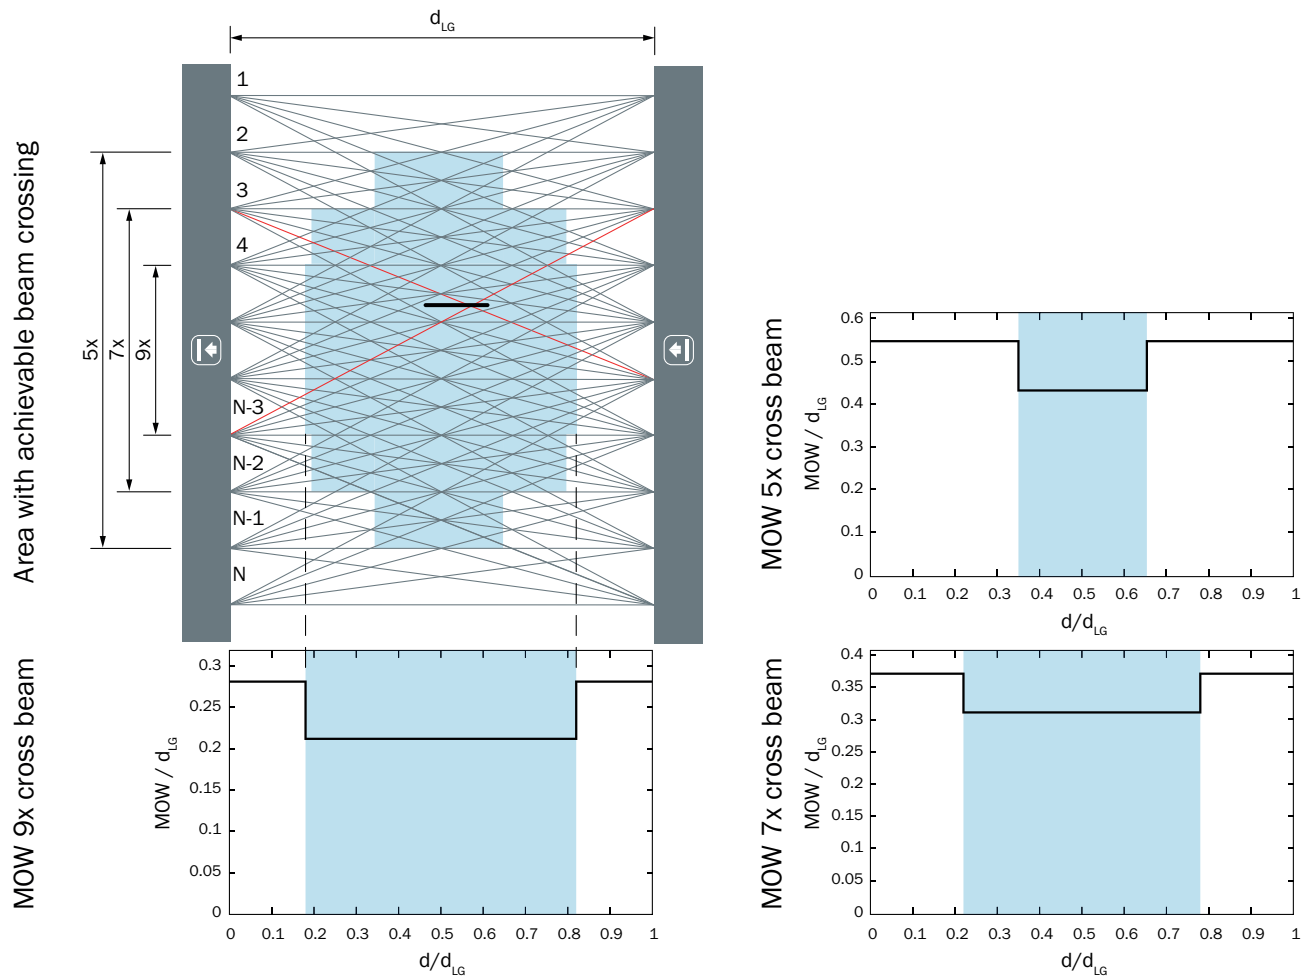 d_LG
Area with achievable beam crossing
5x
7x
9x
1
2
3
4
N-3
N-2
N-1
N
MOW 5x cross beam
MOW / d_LG
0.6
0.5
0.4
0.3
0.2
0.1
0
0 0.1 0.2 0.3 0.4 0.5 0.6 0.7 0.8 0.9 1
d/d_LG
MOW 9x cross beam
MOW / d_LG
0.3
0.25
0.2
0.15
0.1
0.05
0
0 0.1 0.2 0.3 0.4 0.5 0.6 0.7 0.8 0.9 1
d/d_LG
MOW 7x cross beam
MOW / d_LG
0.4
0.35
0.3
0.25
0.2
0.15
0.1
0.05
0
0 0.1 0.2 0.3 0.4 0.5 0.6 0.7 0.8 0.9 1
d/d_LG